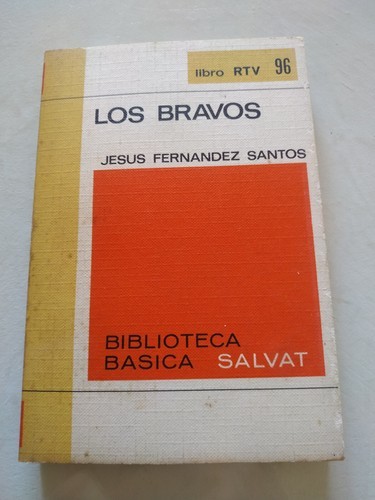 libro RTV 96
LOS BRAVOS
JESUS FERNANDEZ SANTOS
BIBLIOTECA
BASICA SALVAT